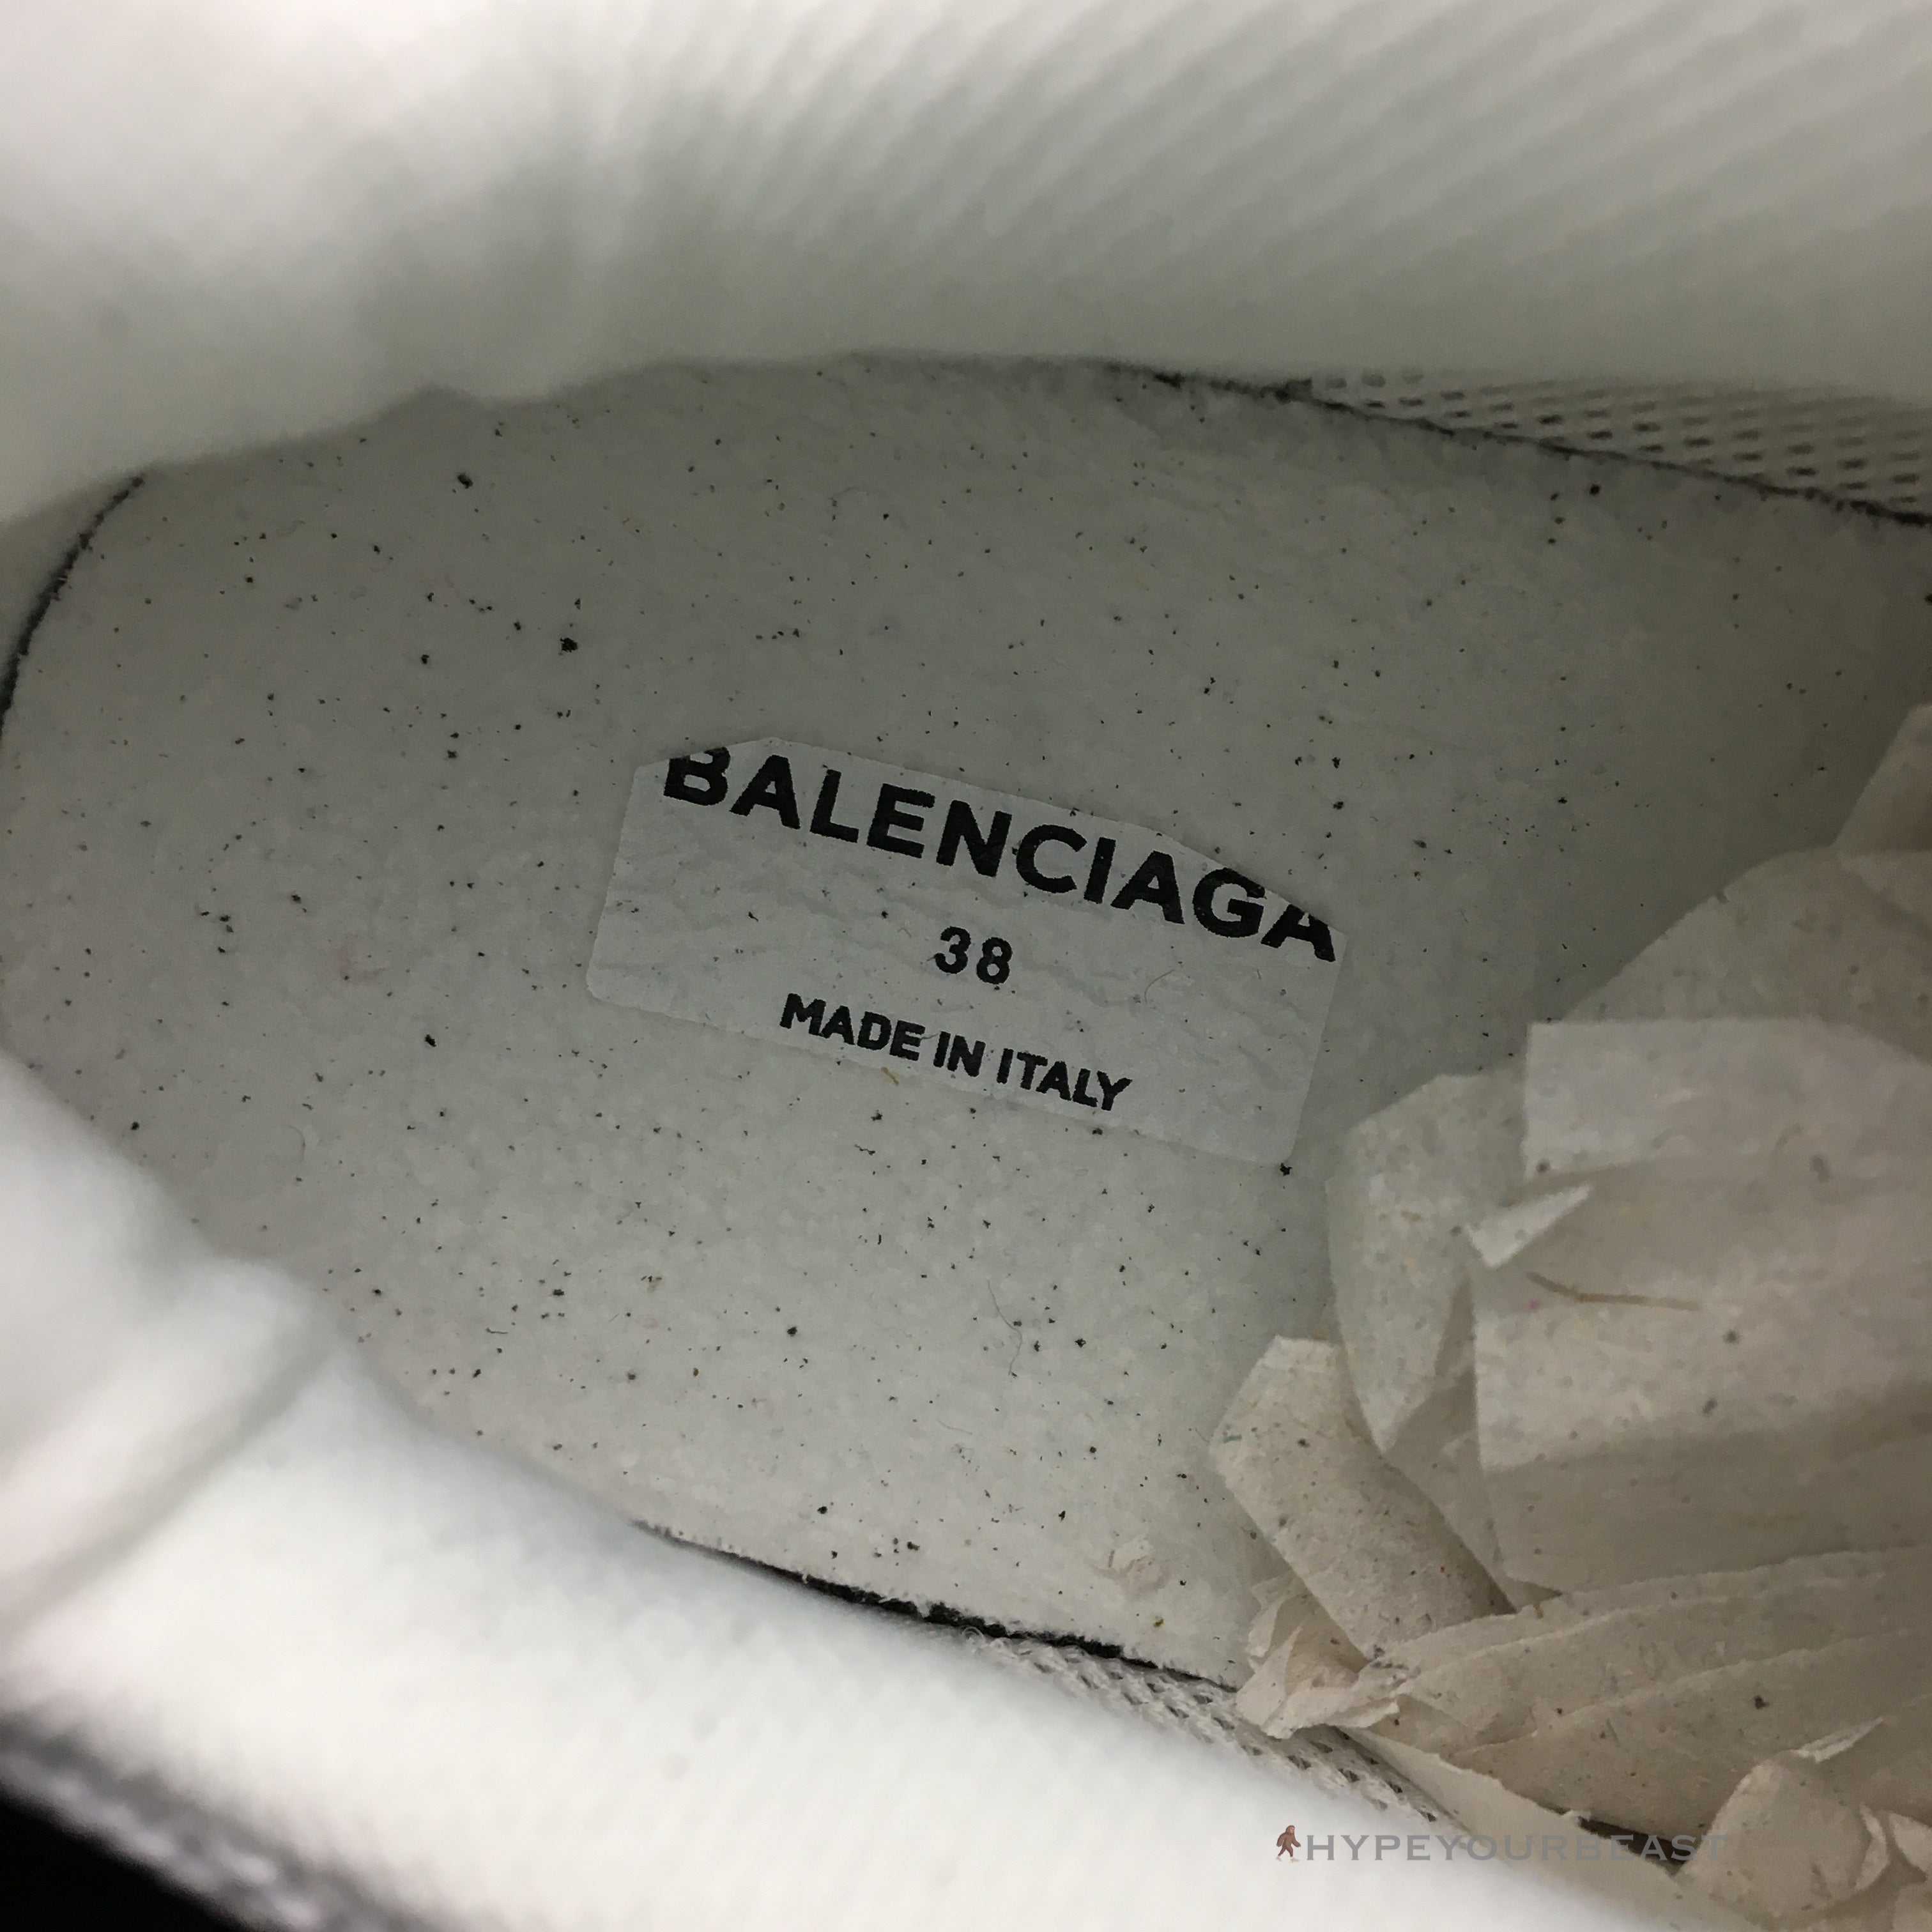 BALENCIAGA
38
MADE IN ITALY
HYPEYOURBEAST